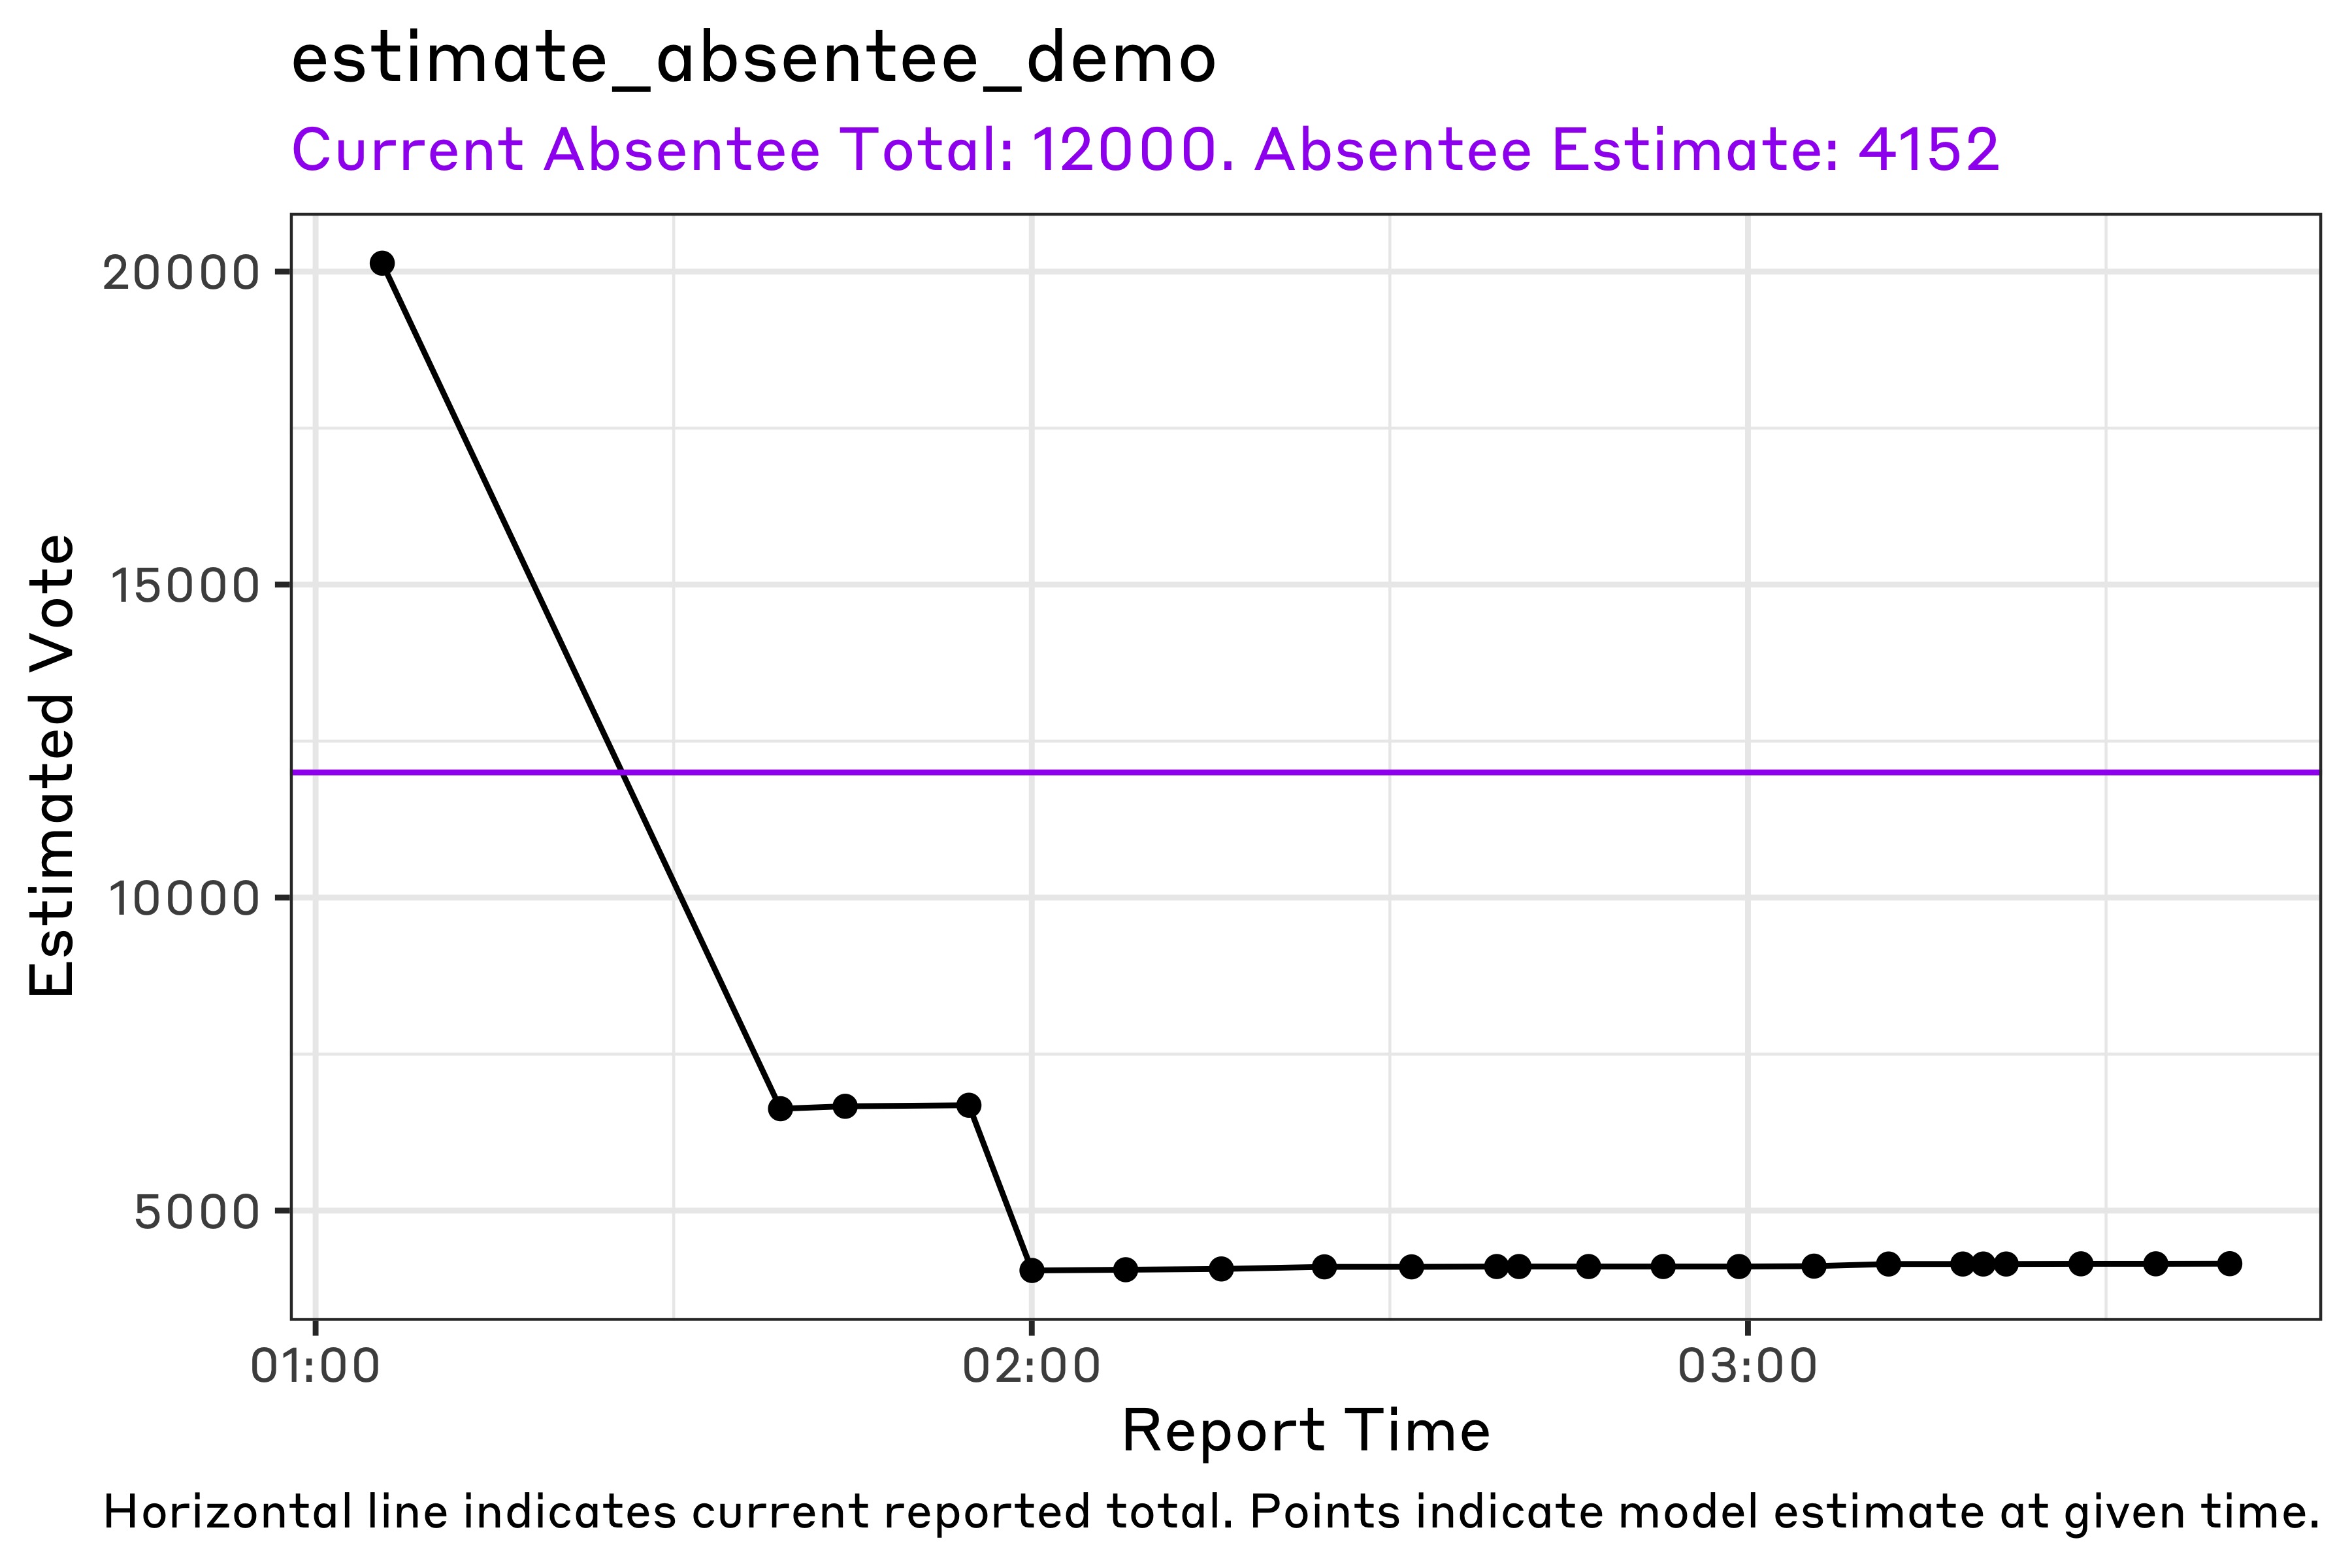 estimate_absentee_demo
Current Absentee Total: 12000. Absentee Estimate: 4152
Estimated Vote
20000
15000
10000
5000
01:00 02:00 03:00
Report Time
Horizontal line indicates current reported total. Points indicate model estimate at given time.